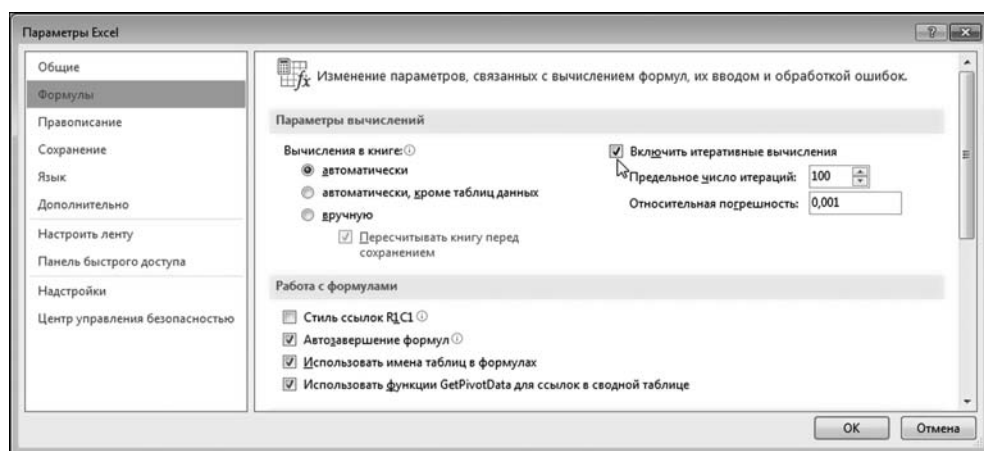 Параметры Excel
Общие
Формулы
Правописание
Сохранение
Язык
Дополнительно
Настроить ленту
Панель быстрого доступа
Надстройки
Центр управления безопасностью
fx
Изменение параметров, связанных с вычислением формул, их вводом и обработкой ошибок.
Параметры вычислений
Вычисления в книге:
автоматически
автоматически, кроме таблиц данных
вручную
Пересчитывать книгу перед
сохранением
Включить итеративные вычисления
Предельное число итераций: 100
Относительная погрешность: 0,001
Работа с формулами
Стиль ссылок R1C1
Автозавершение формул
Использовать имена таблиц в формулах
Использовать функции GetPivotData для ссылок в сводной таблице
ОК
Отмена